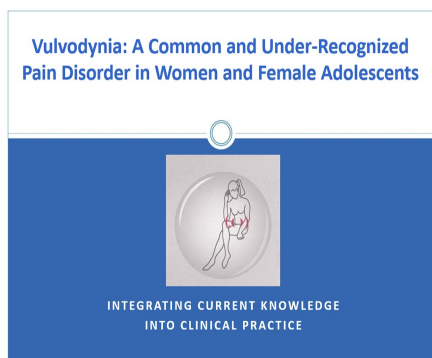 Vulvodynia: A Common and Under-Recognized
Pain Disorder in Women and Female Adolescents
INTEGRATING CURRENT KNOWLEDGE
INTO CLINICAL PRACTICE